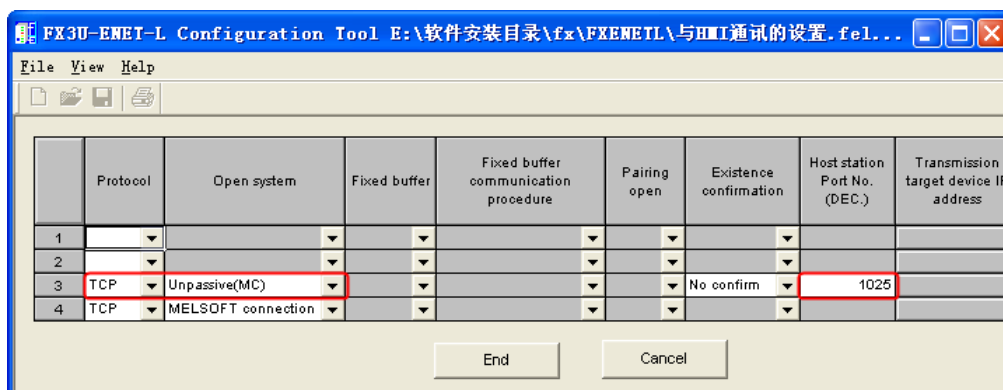 FX3U-ENET-L Configuration Tool E:\软件安装目录\fx\FXENETL\与HMI通讯的设置.fel...
File View Help
Protocol Open system Fixed buffer Fixed buffer communication procedure Pairing open Existence confirmation Host station Port No. (DEC.) Transmission target device IP address
1
2
3 TCP Unpassive(MC) No confirm 1025
4 TCP MELSOFT connection
End Cancel